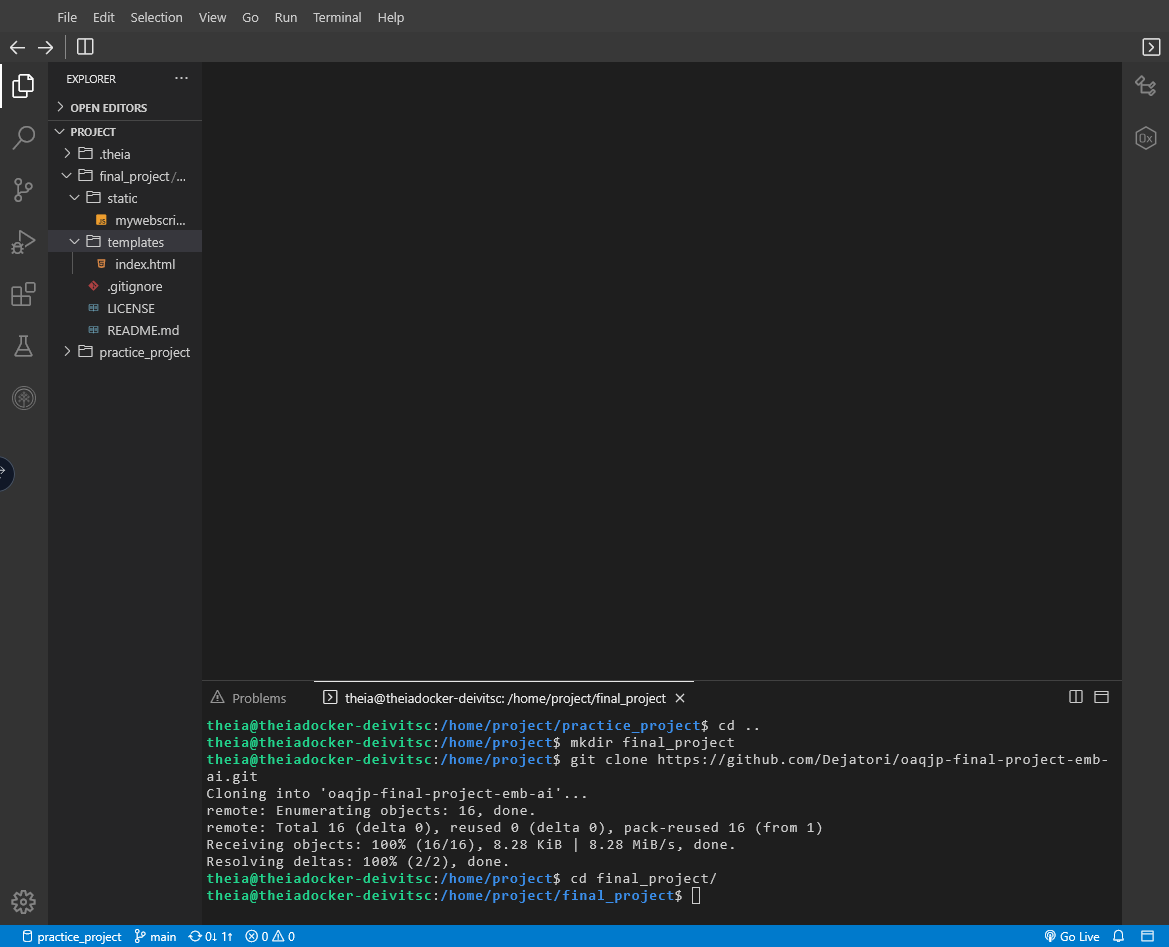 File Edit Selection View Go Run Terminal Help
EXPLORER ...
OPEN EDITORS
PROJECT
.theia
final_project/...
static
JS mywebscri...
templates
index.html
.gitignore
LICENSE
README.md
practice_project
0x
Problems theia@theiadocker-deivitsc: /home/project/final_project
theia@theiadocker-deivitsc:/home/project/practice_project$ cd ..
theia@theiadocker-deivitsc:/home/project$ mkdir final_project
theia@theiadocker-deivitsc:/home/project$ git clone https://github.com/Dejatori/oaqjp-final-project-emb-
ai.git
Cloning into 'oaqjp-final-project-emb-ai'...
remote: Enumerating objects: 16, done.
remote: Total 16 (delta 0), reused 0 (delta 0), pack-reused 16 (from 1)
Receiving objects: 100% (16/16), 8.28 KiB | 8.28 MiB/s, done.
Resolving deltas: 100% (2/2), done.
theia@theiadocker-deivitsc:/home/project$ cd final_project/
theia@theiadocker-deivitsc:/home/project/final_project$
practice_project main 0↓ 1↑ 0 0 Go Live